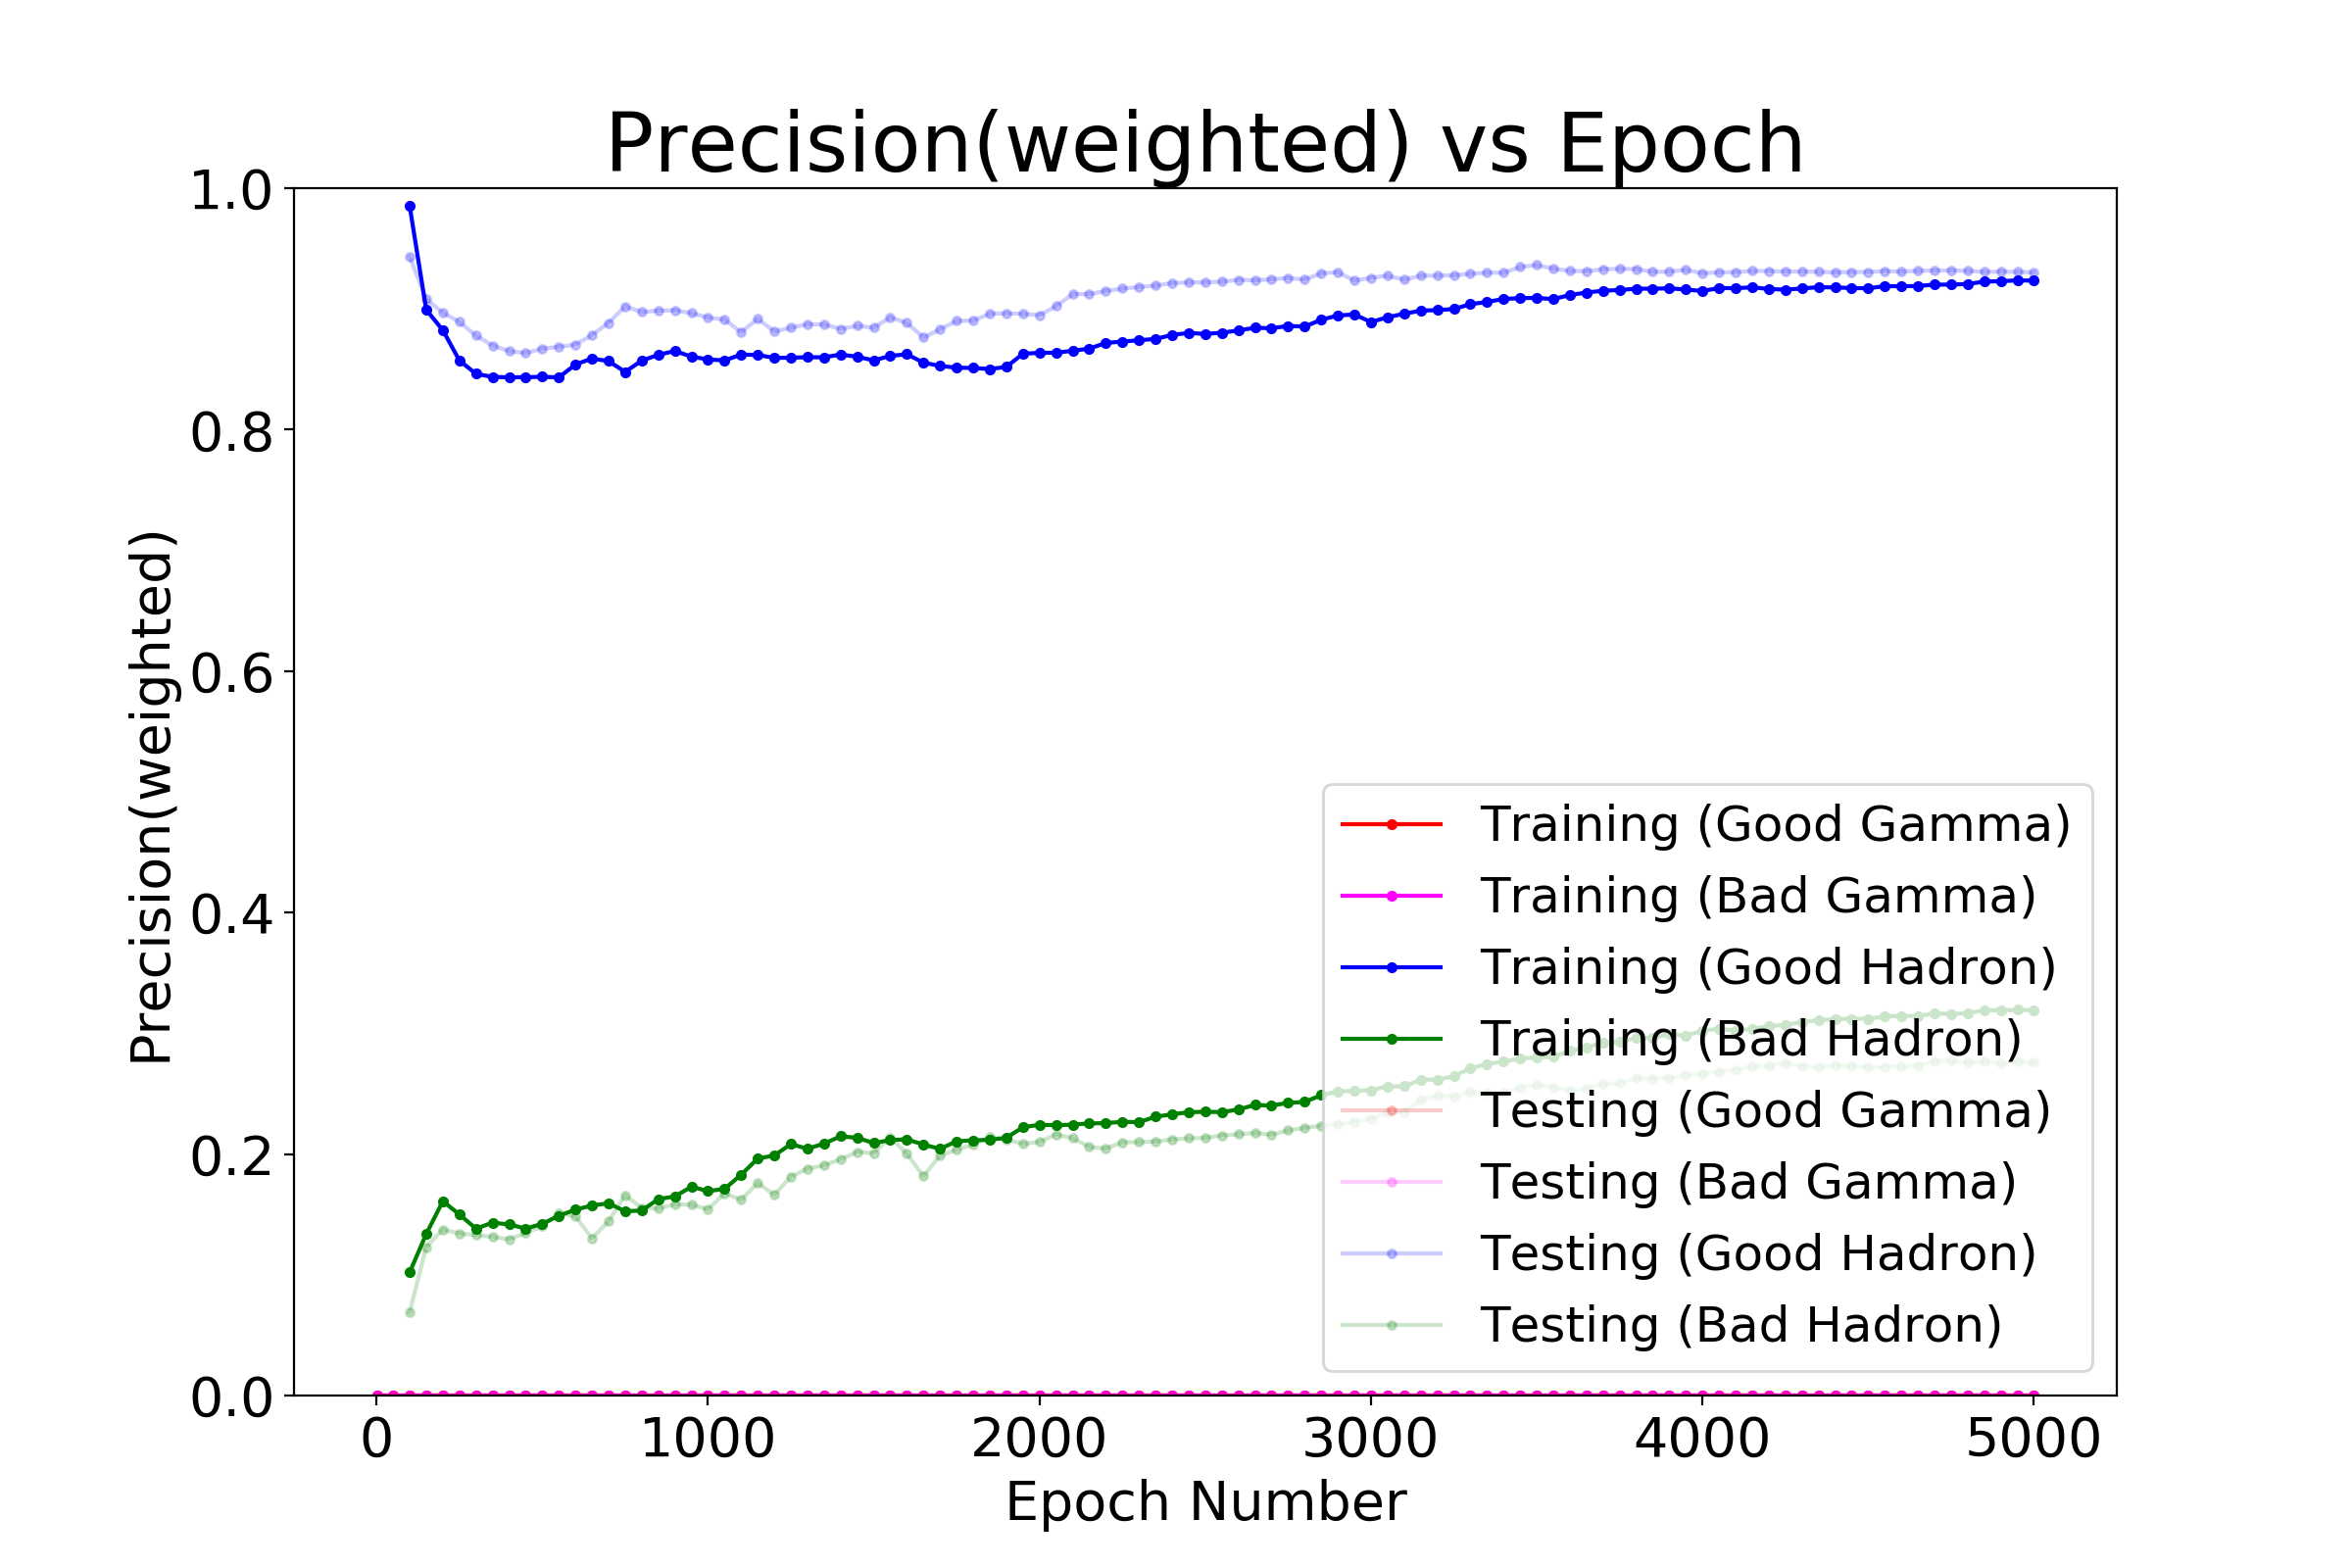 Precision(weighted) vs Epoch
Precision(weighted)
1.0
0.8
0.6
0.4
0.2
0.0
Training (Good Gamma)
Training (Bad Gamma)
Training (Good Hadron)
Training (Bad Hadron)
Testing (Good Gamma)
Testing (Bad Gamma)
Testing (Good Hadron)
Testing (Bad Hadron)
0 1000 2000 3000 4000 5000
Epoch Number